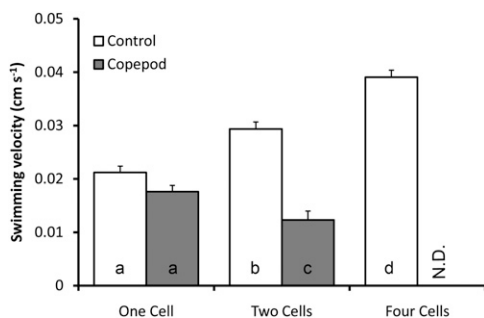 0.05
Control
Copepod
0.04
0.03
0.02
0.01
0
Swimming velocity (cm s⁻¹)
a
a
b
c
d
N.D.
One Cell
Two Cells
Four Cells